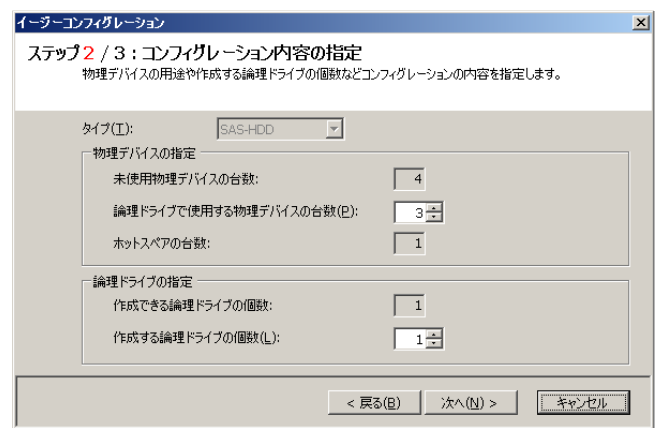 イージーコンフィグレーション
ステップ2 / 3 : コンフィグレーション内容の指定
物理デバイスの用途や作成する論理ドライブの個数などコンフィグレーションの内容を指定します。
タイプ(T): SAS-HDD
物理デバイスの指定
未使用物理デバイスの台数: 4
論理ドライブで使用する物理デバイスの台数(P): 3
ホットスペアの台数: 1
論理ドライブの指定
作成できる論理ドライブの個数: 1
作成する論理ドライブの個数(L): 1
< 戻る(B) 次へ(N) > キャンセル